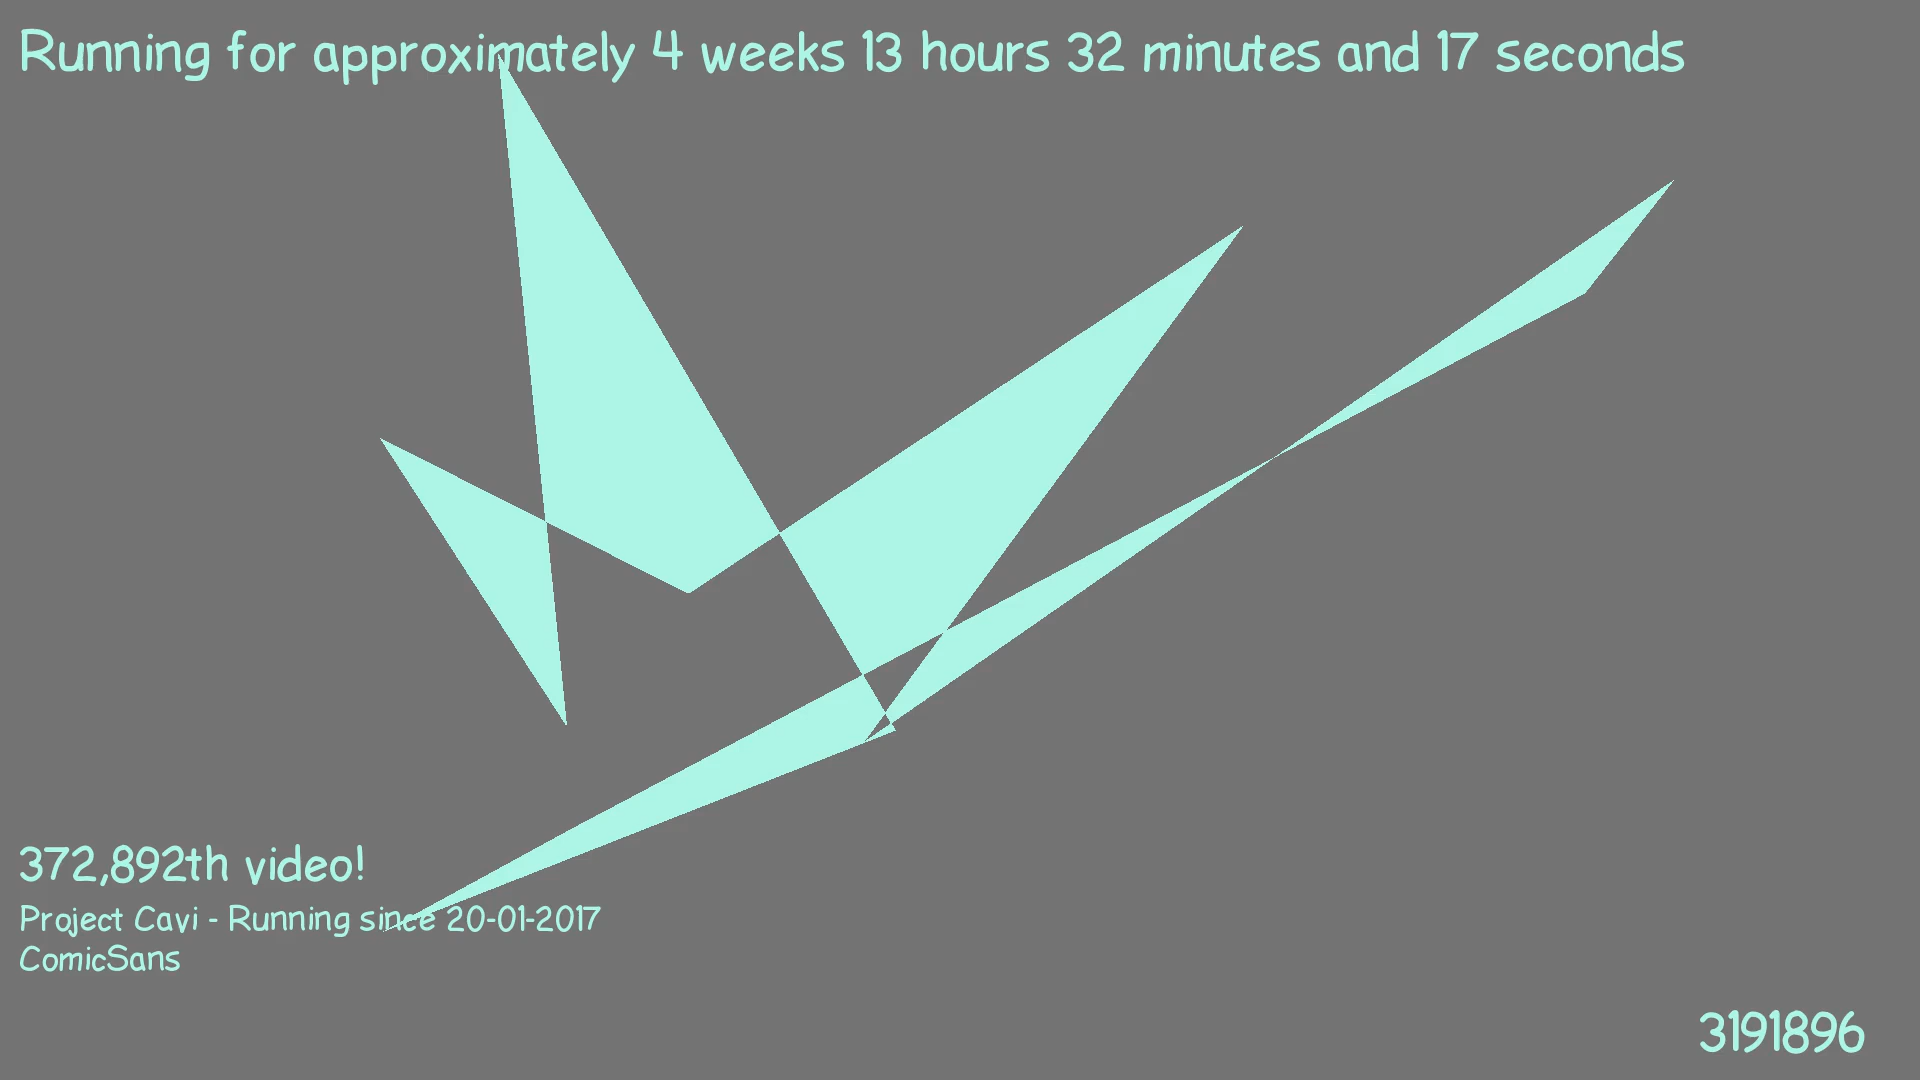 Running for approximately 4 weeks 13 hours 32 minutes and 17 seconds
372,892th video!
Project Cavi - Running since 20-01-2017
ComicSans
3191896